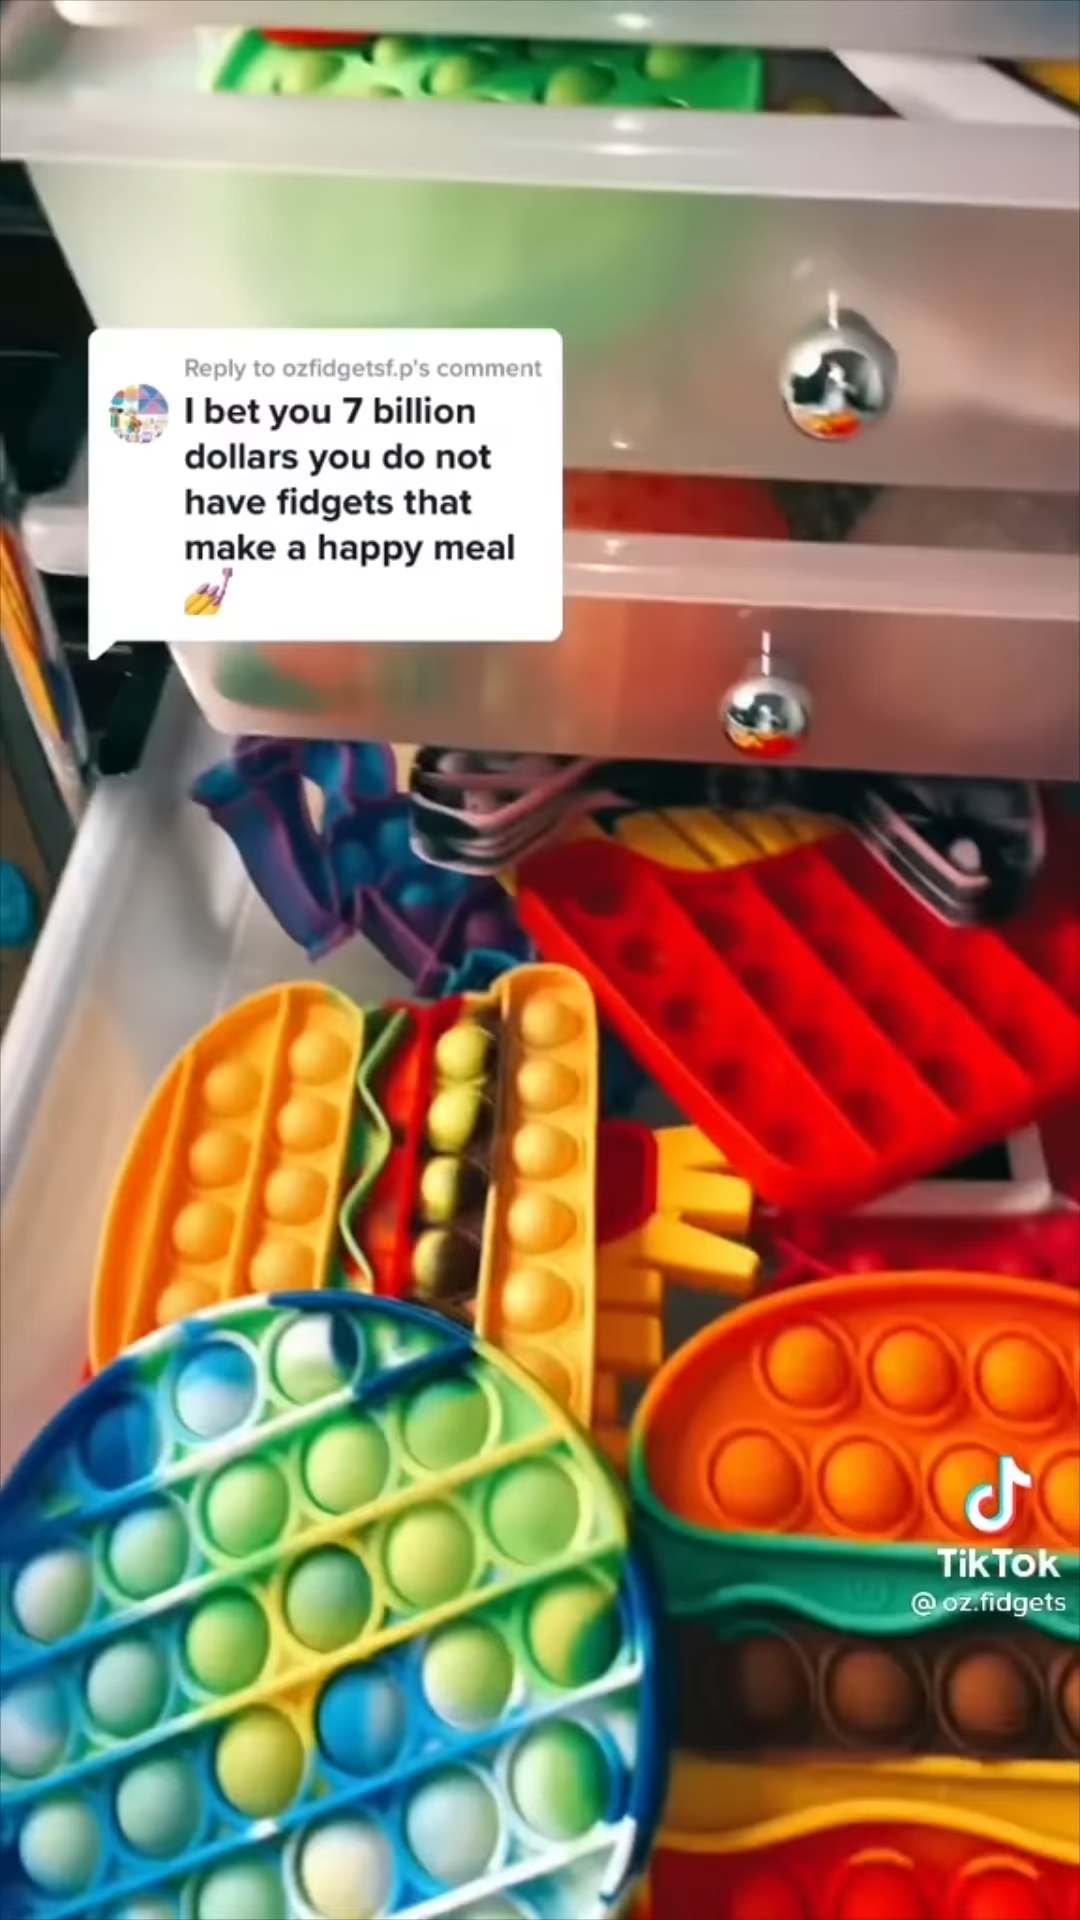 Reply to ozfidgetsf.p's comment
I bet you 7 billion
dollars you do not
have fidgets that
make a happy meal
💅
TikTok
@oz.fidgets